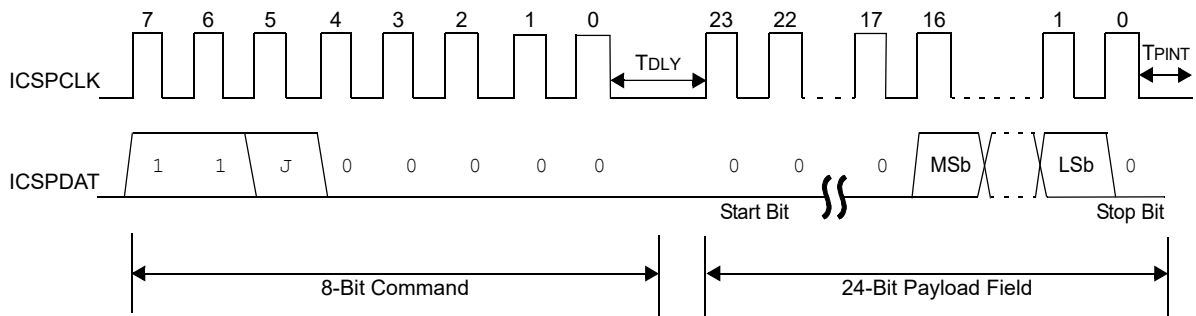 7 6 5 4 3 2 1 0 23 22 17 16 1 0
ICSPCLK TDLY TPINT
ICSPDAT 1 1 J 0 0 0 0 0 0 0 0 MSb LSb 0
Start Bit Stop Bit
8-Bit Command 24-Bit Payload Field